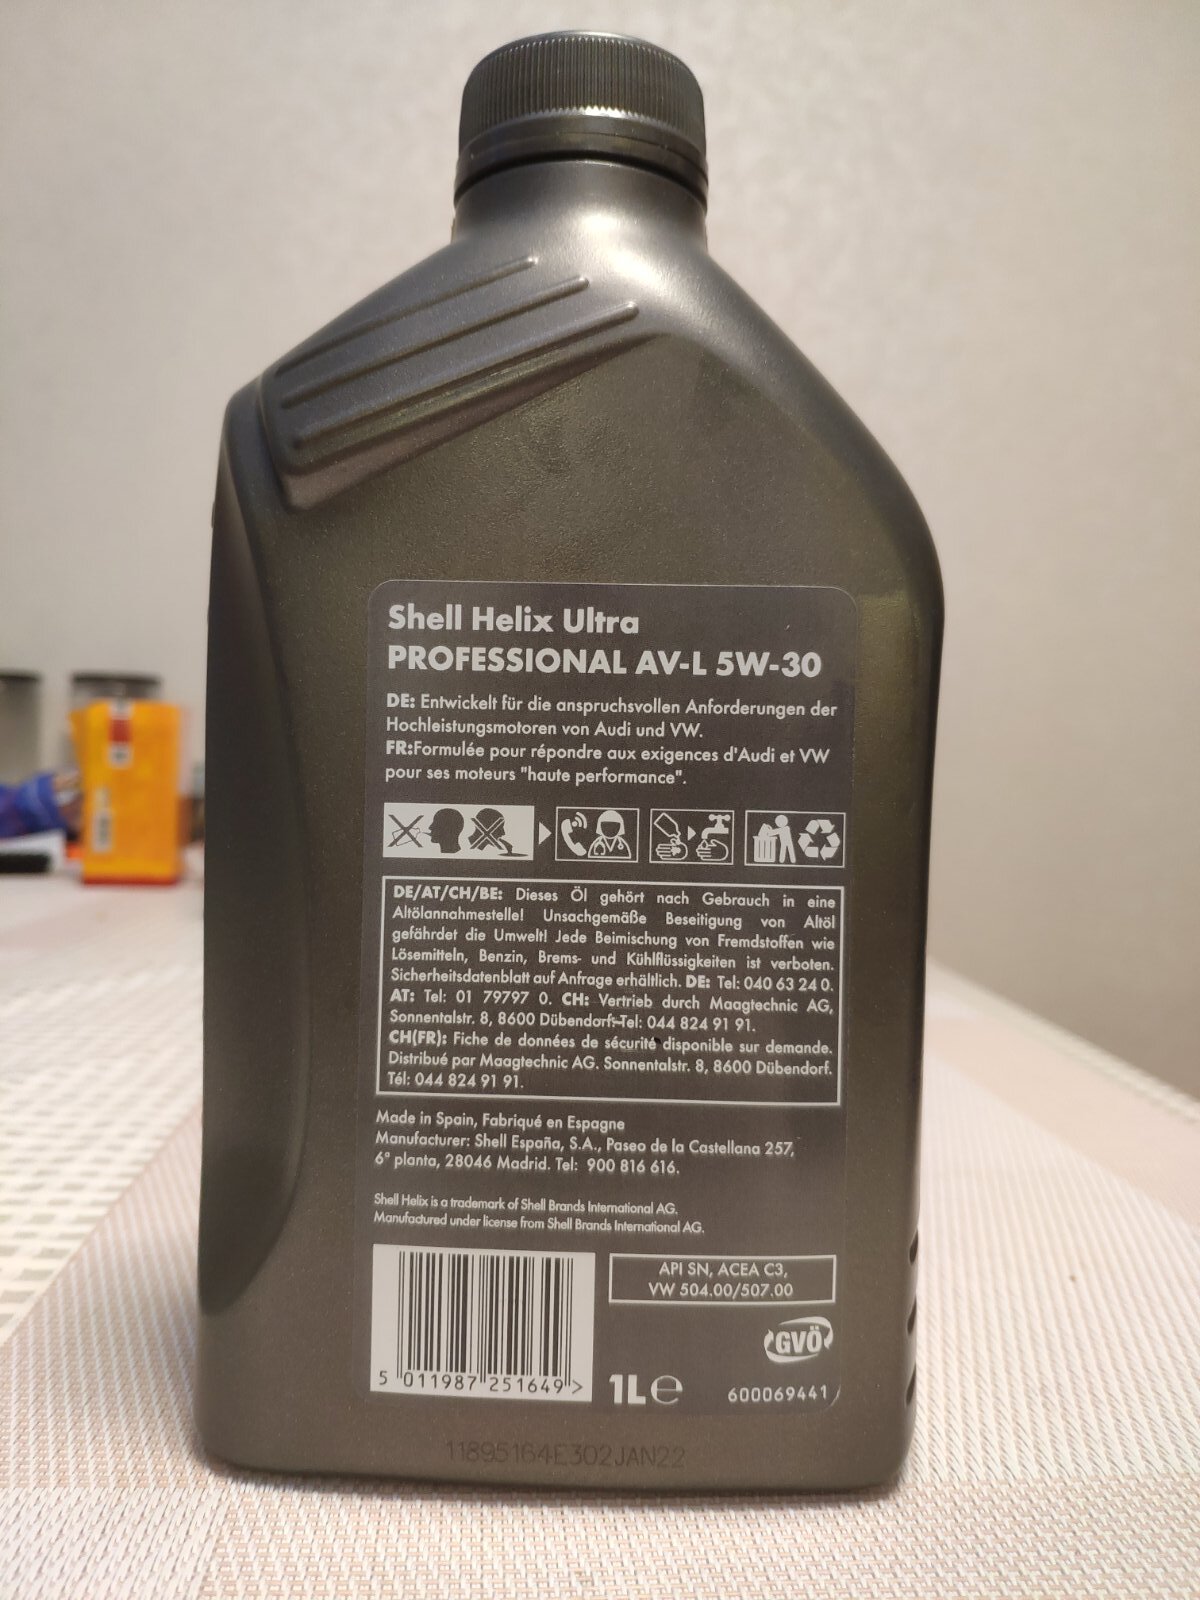 Shell Helix Ultra
PROFESSIONAL AV-L 5W-30
DE: Entwickelt für die anspruchsvollen Anforderungen der
Hochleistungsmotoren von Audi und VW.
FR:Formulée pour répondre aux exigences d'Audi et VW
pour ses moteurs "haute performance".
DE/AT/CH/BE: Dieses Öl gehört nach Gebrauch in eine
Altölannahmestelle! Unsachgemäße Beseitigung von Altöl
gefährdet die Umwelt! Jede Beimischung von Fremdstoffen wie
Lösemitteln, Benzin, Brems- und Kühlflüssigkeiten ist verboten.
Sicherheitsdatenblatt auf Anfrage erhältlich. DE: Tel: 040 63 24 0.
AT: Tel: 01 79797 0. CH: Vertrieb durch Maagtechnic AG,
Sonnentalstr. 8, 8600 Dübendorf-Tel: 044 824 91 91.
CH(FR): Fiche de données de sécurité disponible sur demande.
Distribué par Maagtechnic AG. Sonnentalstr. 8, 8600 Dübendorf.
Tél: 044 824 91 91.
Made in Spain, Fabriqué en Espagne
Manufacturer: Shell España, S.A., Paseo de la Castellana 257,
6º planta, 28046 Madrid. Tel: 900 816 616.
Shell Helix is a trademark of Shell Brands International AG.
Manufactured under license from Shell Brands International AG.
API SN, ACEA C3,
VW 504.00/507.00
GVÖ
5 011987 251649 >
1L ℮
600069441
11895164E302JAN22